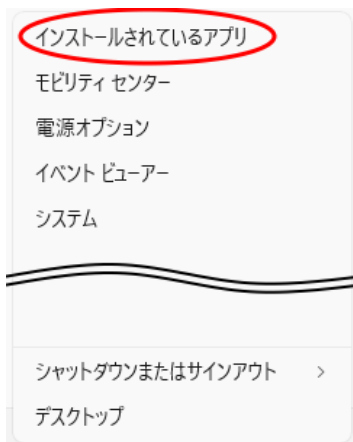 インストールされているアプリ
モビリティ センター
電源オプション
イベント ビューアー
システム
シャットダウンまたはサインアウト
デスクトップ